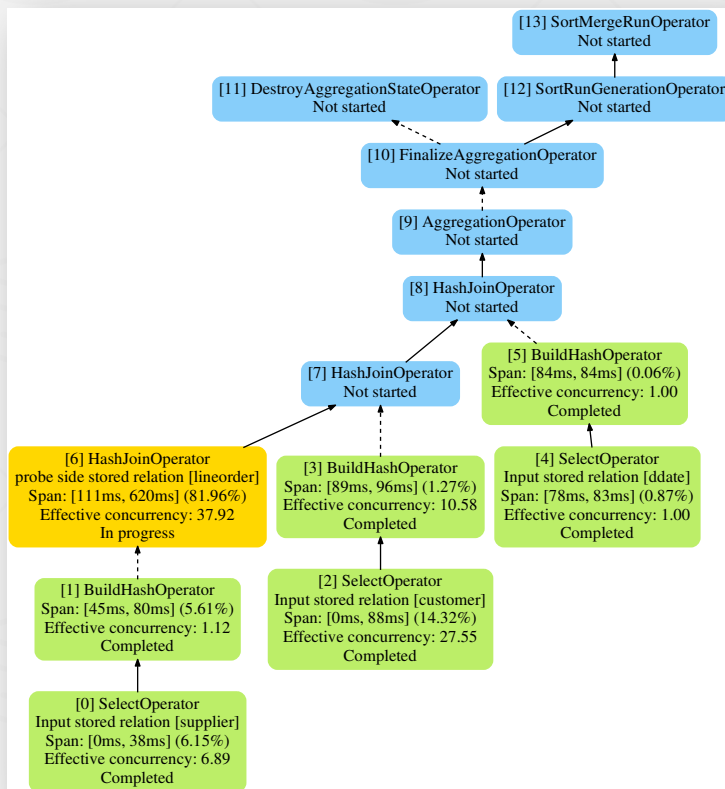 [13] SortMergeRunOperator
Not started
[11] DestroyAggregationStateOperator
Not started
[12] SortRunGenerationOperator
Not started
[10] FinalizeAggregationOperator
Not started
[9] AggregationOperator
Not started
[8] HashJoinOperator
Not started
[5] BuildHashOperator
Span: [84ms, 84ms] (0.06%)
Effective concurrency: 1.00
Completed
[7] HashJoinOperator
Not started
[6] HashJoinOperator
probe side stored relation [lineorder]
Span: [111ms, 620ms] (81.96%)
Effective concurrency: 37.92
In progress
[3] BuildHashOperator
Span: [89ms, 96ms] (1.27%)
Effective concurrency: 10.58
Completed
[4] SelectOperator
Input stored relation [ddate]
Span: [78ms, 83ms] (0.87%)
Effective concurrency: 1.00
Completed
[1] BuildHashOperator
Span: [45ms, 80ms] (5.61%)
Effective concurrency: 1.12
Completed
[2] SelectOperator
Input stored relation [customer]
Span: [0ms, 88ms] (14.32%)
Effective concurrency: 27.55
Completed
[0] SelectOperator
Input stored relation [supplier]
Span: [0ms, 38ms] (6.15%)
Effective concurrency: 6.89
Completed